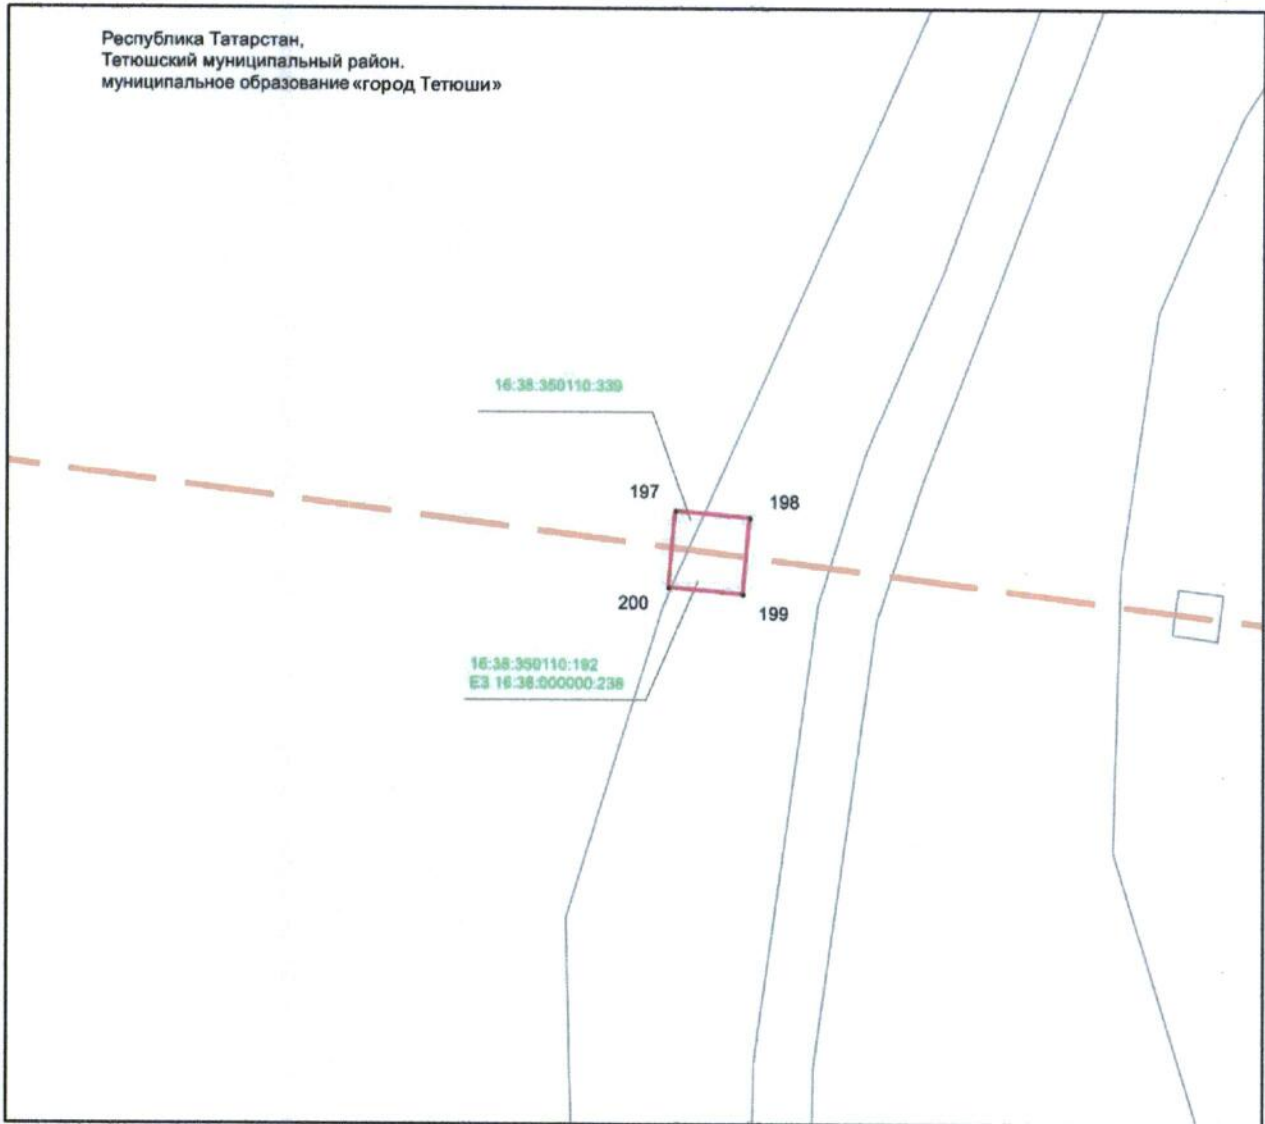 Республика Татарстан,
Тетюшский муниципальный район.
муниципальное образование «город Тетюши»
16:38:350110:339
197
198
200
199
16:38:350110:192
ЕЗ 16:38:000000:238